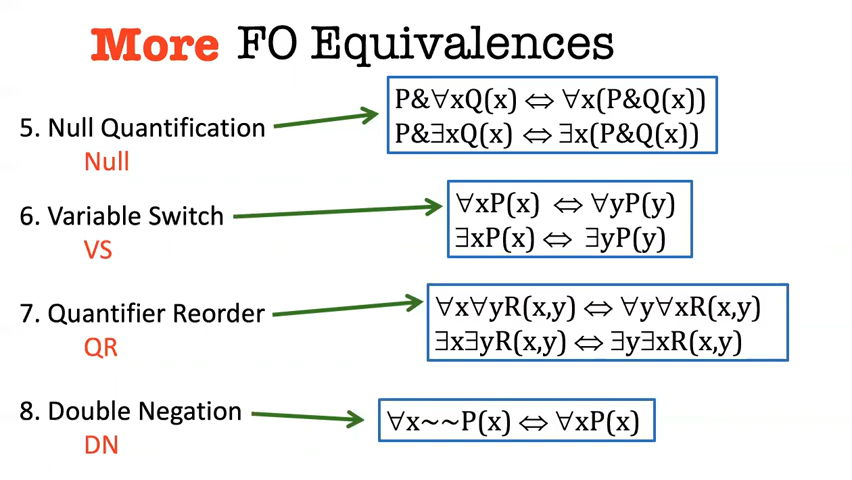 More FO Equivalences
5. Null Quantification
Null
P&∀xQ(x) ⇔ ∀x(P&Q(x))
P&∃xQ(x) ⇔ ∃x(P&Q(x))
6. Variable Switch
VS
∀xP(x) ⇔ ∀yP(y)
∃xP(x) ⇔ ∃yP(y)
7. Quantifier Reorder
QR
∀x∀yR(x,y) ⇔ ∀y∀xR(x,y)
∃x∃yR(x,y) ⇔ ∃y∃xR(x,y)
8. Double Negation
DN
∀x~~P(x) ⇔ ∀xP(x)